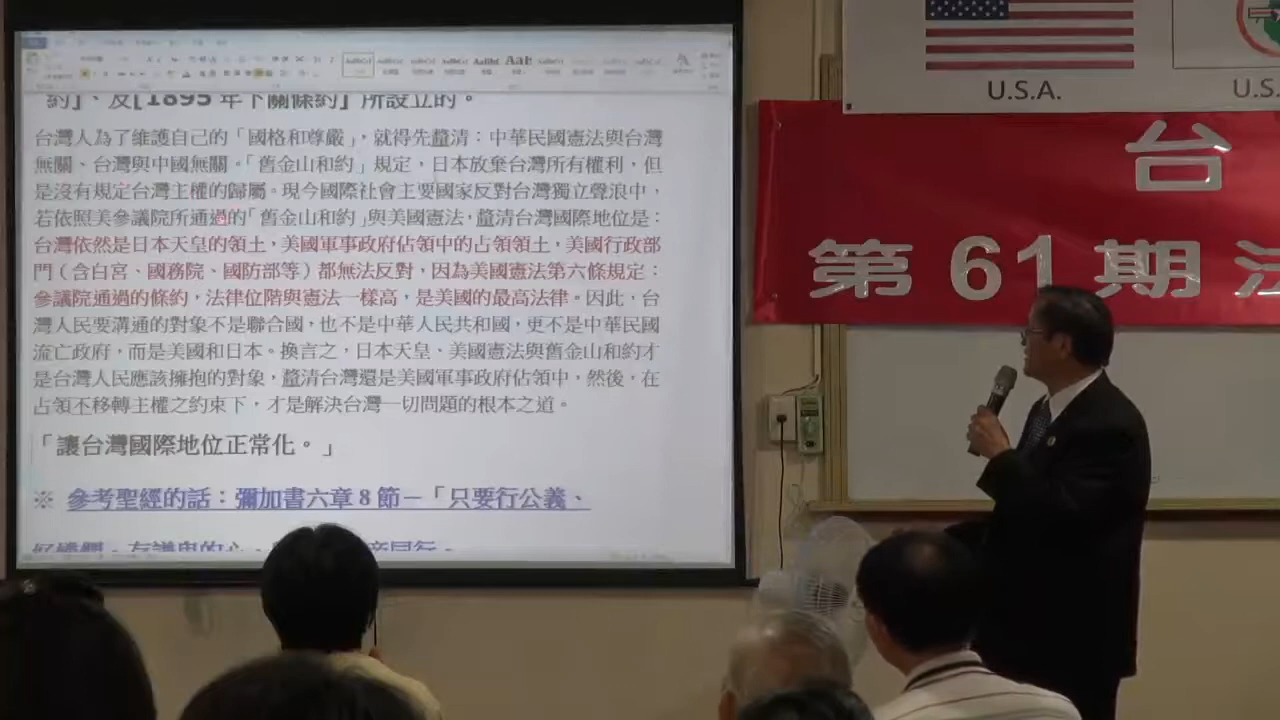 約」、及[1895 年下關條約」所設立的。
台灣人為了維護自己的「國格和尊嚴」，就得先釐清：中華民國憲法與台灣
無關、台灣與中國無關。「舊金山和約」規定，日本放棄台灣所有權利，但
是沒有規定台灣主權的歸屬。現今國際社會主要國家反對台灣獨立聲浪中，
若依照美參議院所通過的「舊金山和約」與美國憲法，釐清台灣國際地位是：
台灣依然是日本天皇的領土，美國軍事政府佔領中的占領領土，美國行政部
門（含白宮、國務院、國防部等）都無法反對，因為美國憲法第六條規定：
參議院通過的條約，法律位階與憲法一樣高，是美國的最高法律。因此，台
灣人民要溝通的對象不是聯合國，也不是中華人民共和國，更不是中華民國
流亡政府，而是美國和日本。換言之，日本天皇、美國憲法與舊金山和約才
是台灣人民應該擁抱的對象，釐清台灣還是美國軍事政府佔領中，然後，在
占領不移轉主權之約束下，才是解決台灣一切問題的根本之道。
「讓台灣國際地位正常化。」
※ 參考聖經的話：彌加書六章 8 節－「只要行公義、
U.S.A.
U.S.
台
第 61 期 法